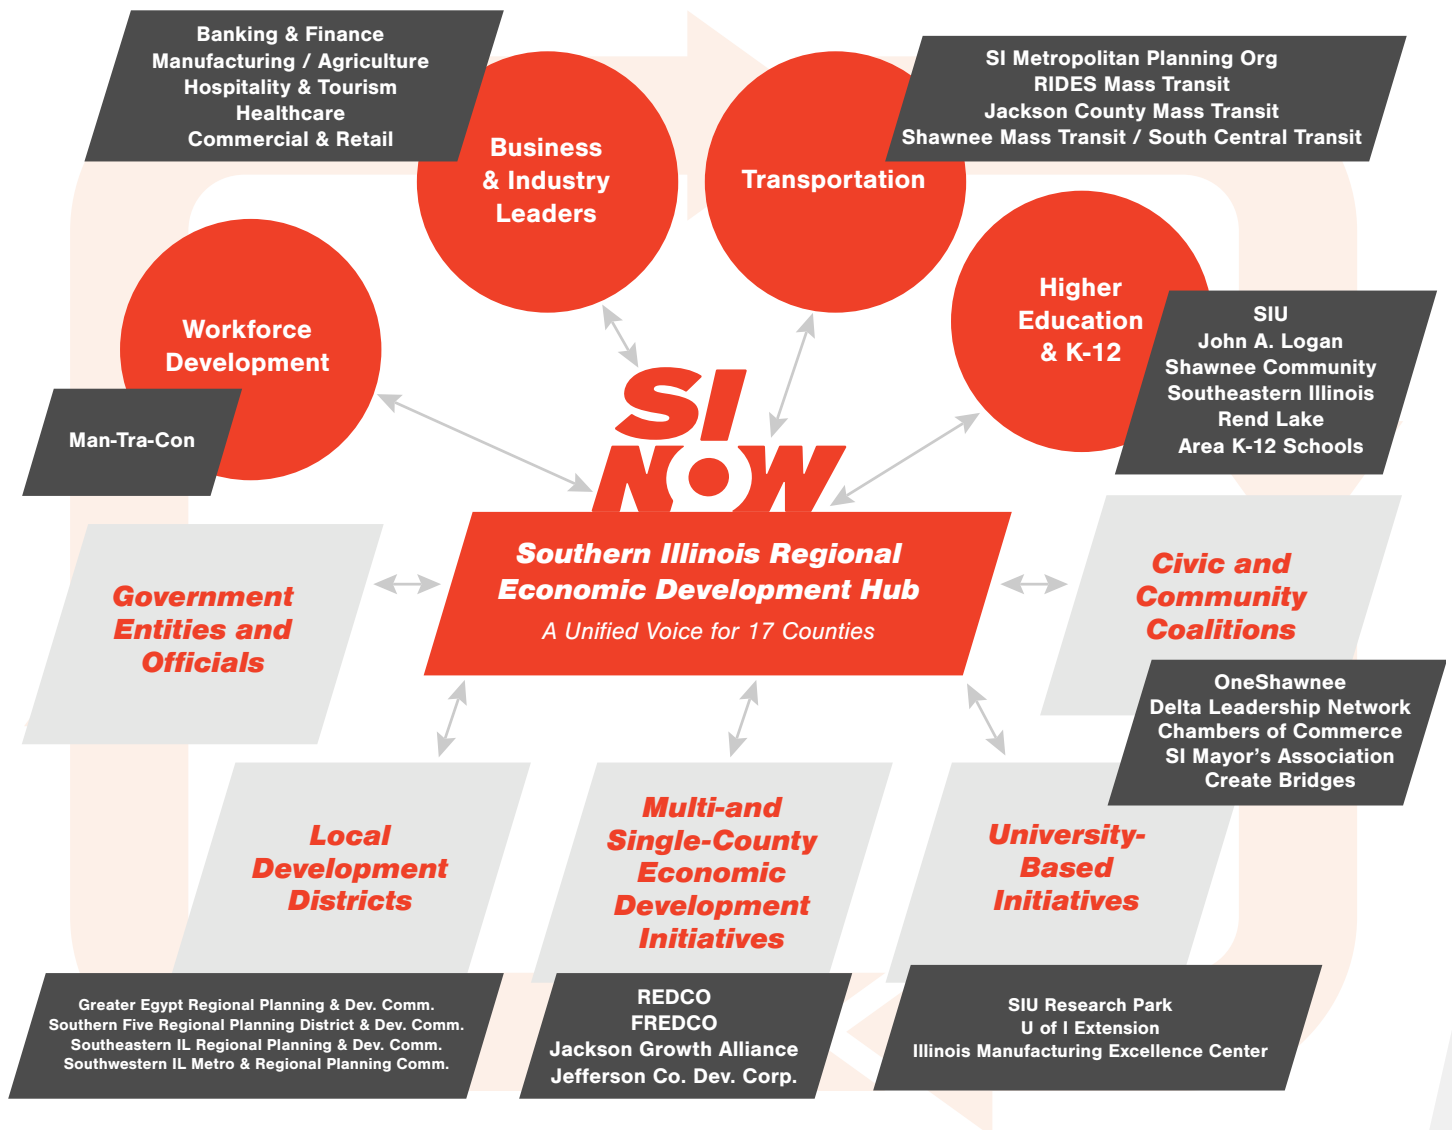 Banking & Finance
Manufacturing / Agriculture
Hospitality & Tourism
Healthcare
Commercial & Retail
Business
& Industry
Leaders
SI Metropolitan Planning Org
RIDES Mass Transit
Jackson County Mass Transit
Shawnee Mass Transit / South Central Transit
Transportation
Workforce
Development
Man-Tra-Con
Higher
Education
& K-12
SIU
John A. Logan
Shawnee Community
Southeastern Illinois
Rend Lake
Area K-12 Schools
SI
NOW
Southern Illinois Regional
Economic Development Hub
A Unified Voice for 17 Counties
Government
Entities and
Officials
Civic and
Community
Coalitions
OneShawnee
Delta Leadership Network
Chambers of Commerce
SI Mayor's Association
Create Bridges
Local
Development
Districts
Greater Egypt Regional Planning & Dev. Comm.
Southern Five Regional Planning District & Dev. Comm.
Southeastern IL Regional Planning & Dev. Comm.
Southwestern IL Metro & Regional Planning Comm.
Multi-and
Single-County
Economic
Development
Initiatives
REDCO
FREDCO
Jackson Growth Alliance
Jefferson Co. Dev. Corp.
University-
Based
Initiatives
SIU Research Park
U of I Extension
Illinois Manufacturing Excellence Center